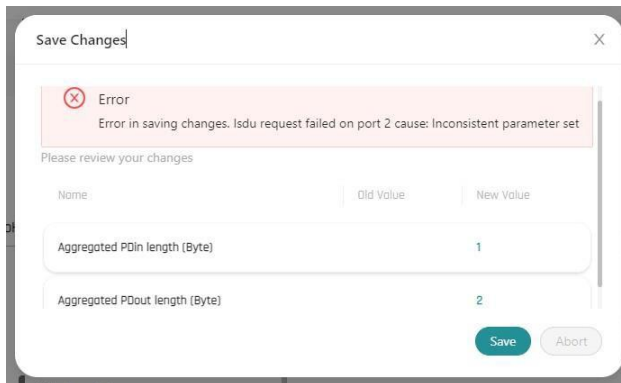 Save Changes
Error
Error in saving changes. Isdu request failed on port 2 cause: Inconsistent parameter set
Please review your changes
Name Old Value New Value
Aggregated PDin length (Byte) 1
Aggregated PDout length (Byte) 2
Save Abort